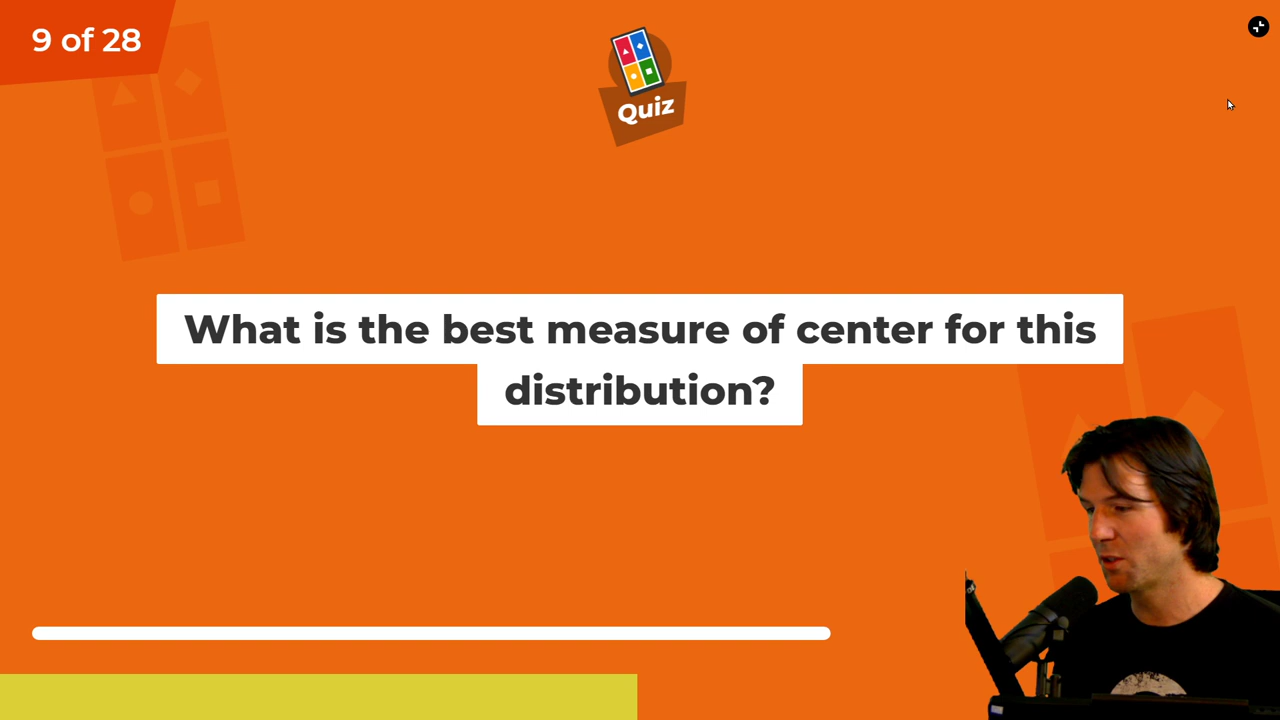 9 of 28
Quiz
What is the best measure of center for this
distribution?